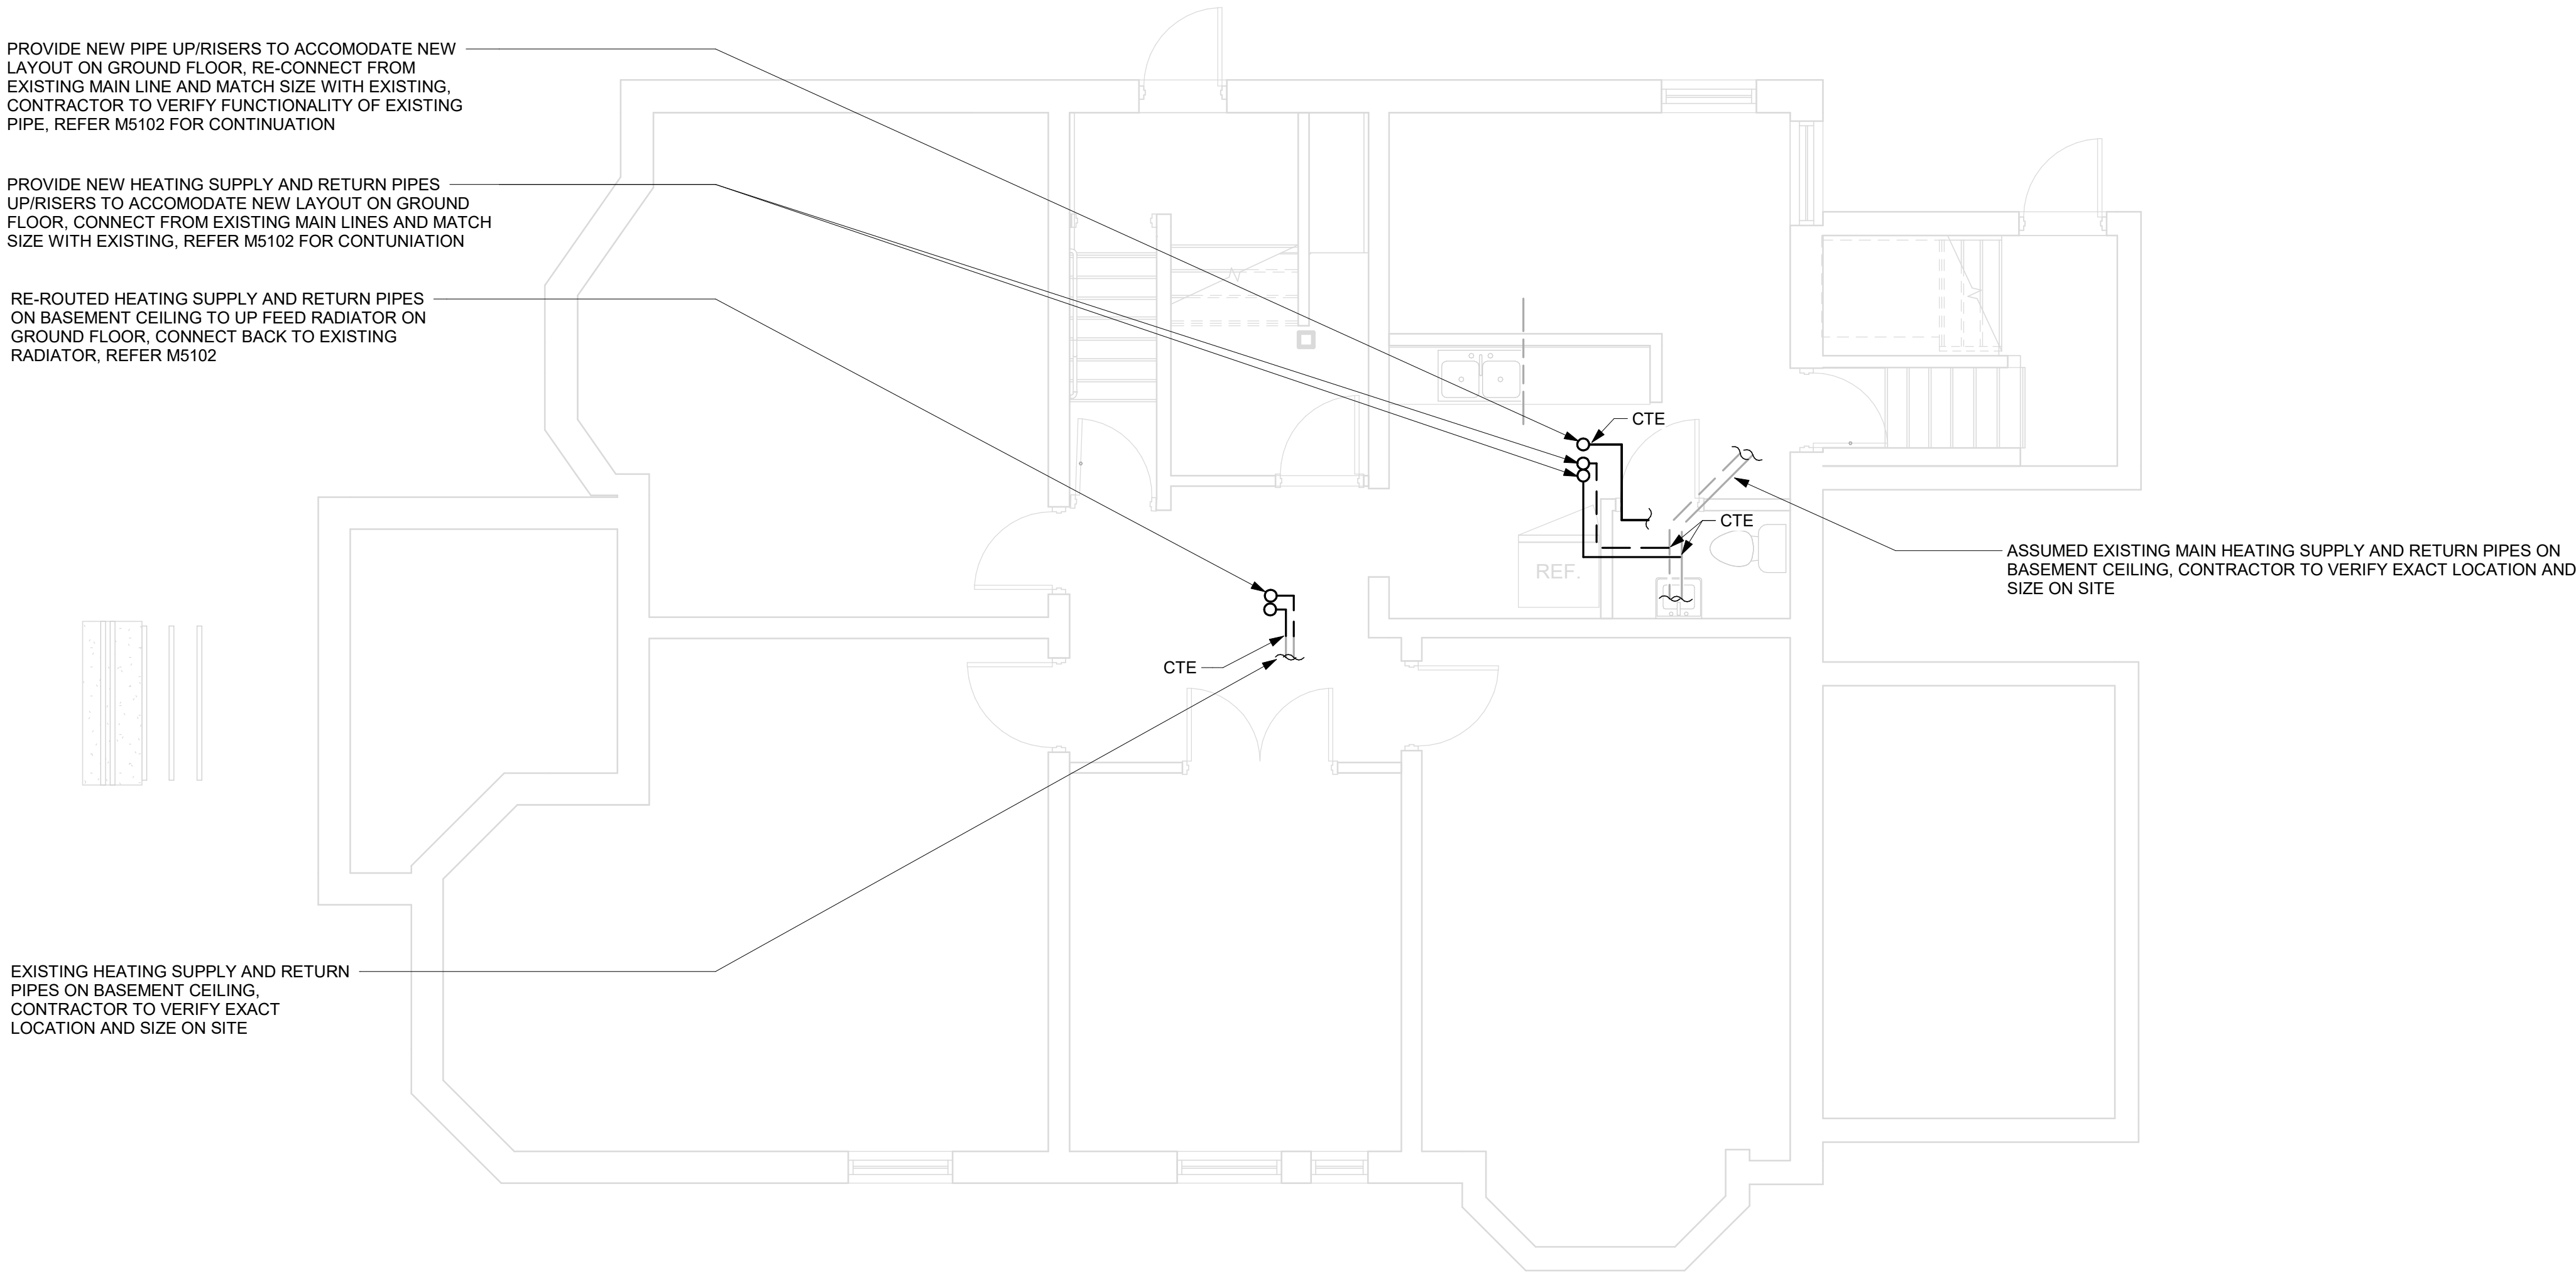 PROVIDE NEW PIPE UP/RISERS TO ACCOMODATE NEW
LAYOUT ON GROUND FLOOR, RE-CONNECT FROM
EXISTING MAIN LINE AND MATCH SIZE WITH EXISTING,
CONTRACTOR TO VERIFY FUNCTIONALITY OF EXISTING
PIPE, REFER M5102 FOR CONTINUATION
PROVIDE NEW HEATING SUPPLY AND RETURN PIPES
UP/RISERS TO ACCOMODATE NEW LAYOUT ON GROUND
FLOOR, CONNECT FROM EXISTING MAIN LINES AND MATCH
SIZE WITH EXISTING, REFER M5102 FOR CONTUNIATION
RE-ROUTED HEATING SUPPLY AND RETURN PIPES
ON BASEMENT CEILING TO UP FEED RADIATOR ON
GROUND FLOOR, CONNECT BACK TO EXISTING
RADIATOR, REFER M5102
CTE
CTE
REF.
ASSUMED EXISTING MAIN HEATING SUPPLY AND RETURN PIPES ON
BASEMENT CEILING, CONTRACTOR TO VERIFY EXACT LOCATION AND
SIZE ON SITE
CTE
EXISTING HEATING SUPPLY AND RETURN
PIPES ON BASEMENT CEILING,
CONTRACTOR TO VERIFY EXACT
LOCATION AND SIZE ON SITE